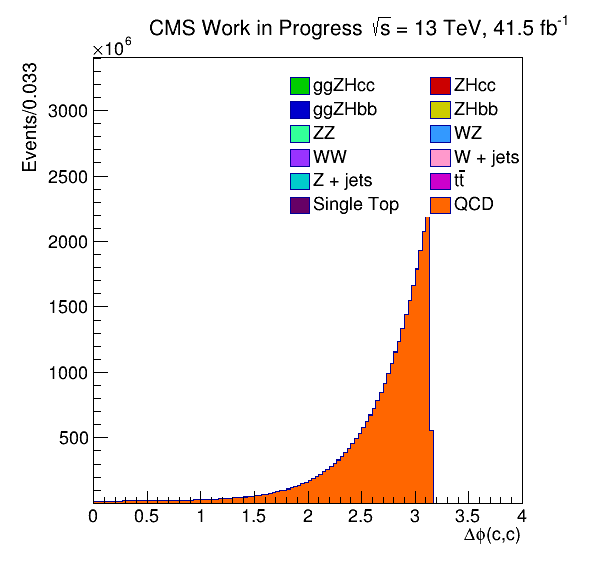 CMS Work in Progress √s = 13 TeV, 41.5 fb⁻¹
×10⁶
Events/0.033
ggZHcc ZHcc
ggZHbb ZHbb
ZZ WZ
WW W + jets
Z + jets tt̄
Single Top QCD
3000
2500
2000
1500
1000
500
0 0.5 1 1.5 2 2.5 3 3.5 4
Δϕ(c,c)